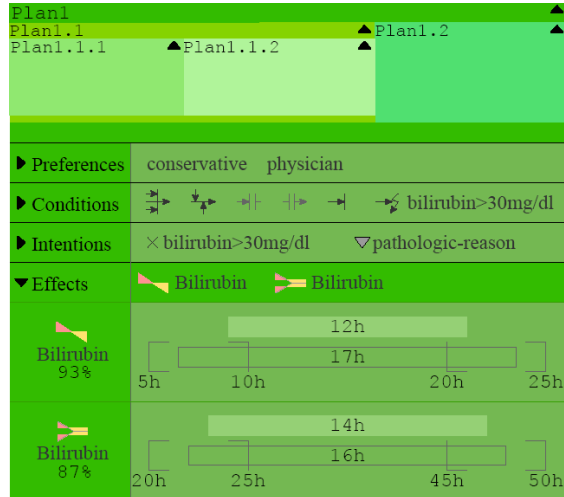 Plan1
Plan1.1 Plan1.2
Plan1.1.1 Plan1.1.2
Preferences conservative physician
Conditions bilirubin>30mg/dl
Intentions bilirubin>30mg/dl pathologic-reason
Effects Bilirubin Bilirubin
12h
Bilirubin 17h
93%
5h 10h 20h 25h
14h
Bilirubin 16h
87%
20h 25h 45h 50h